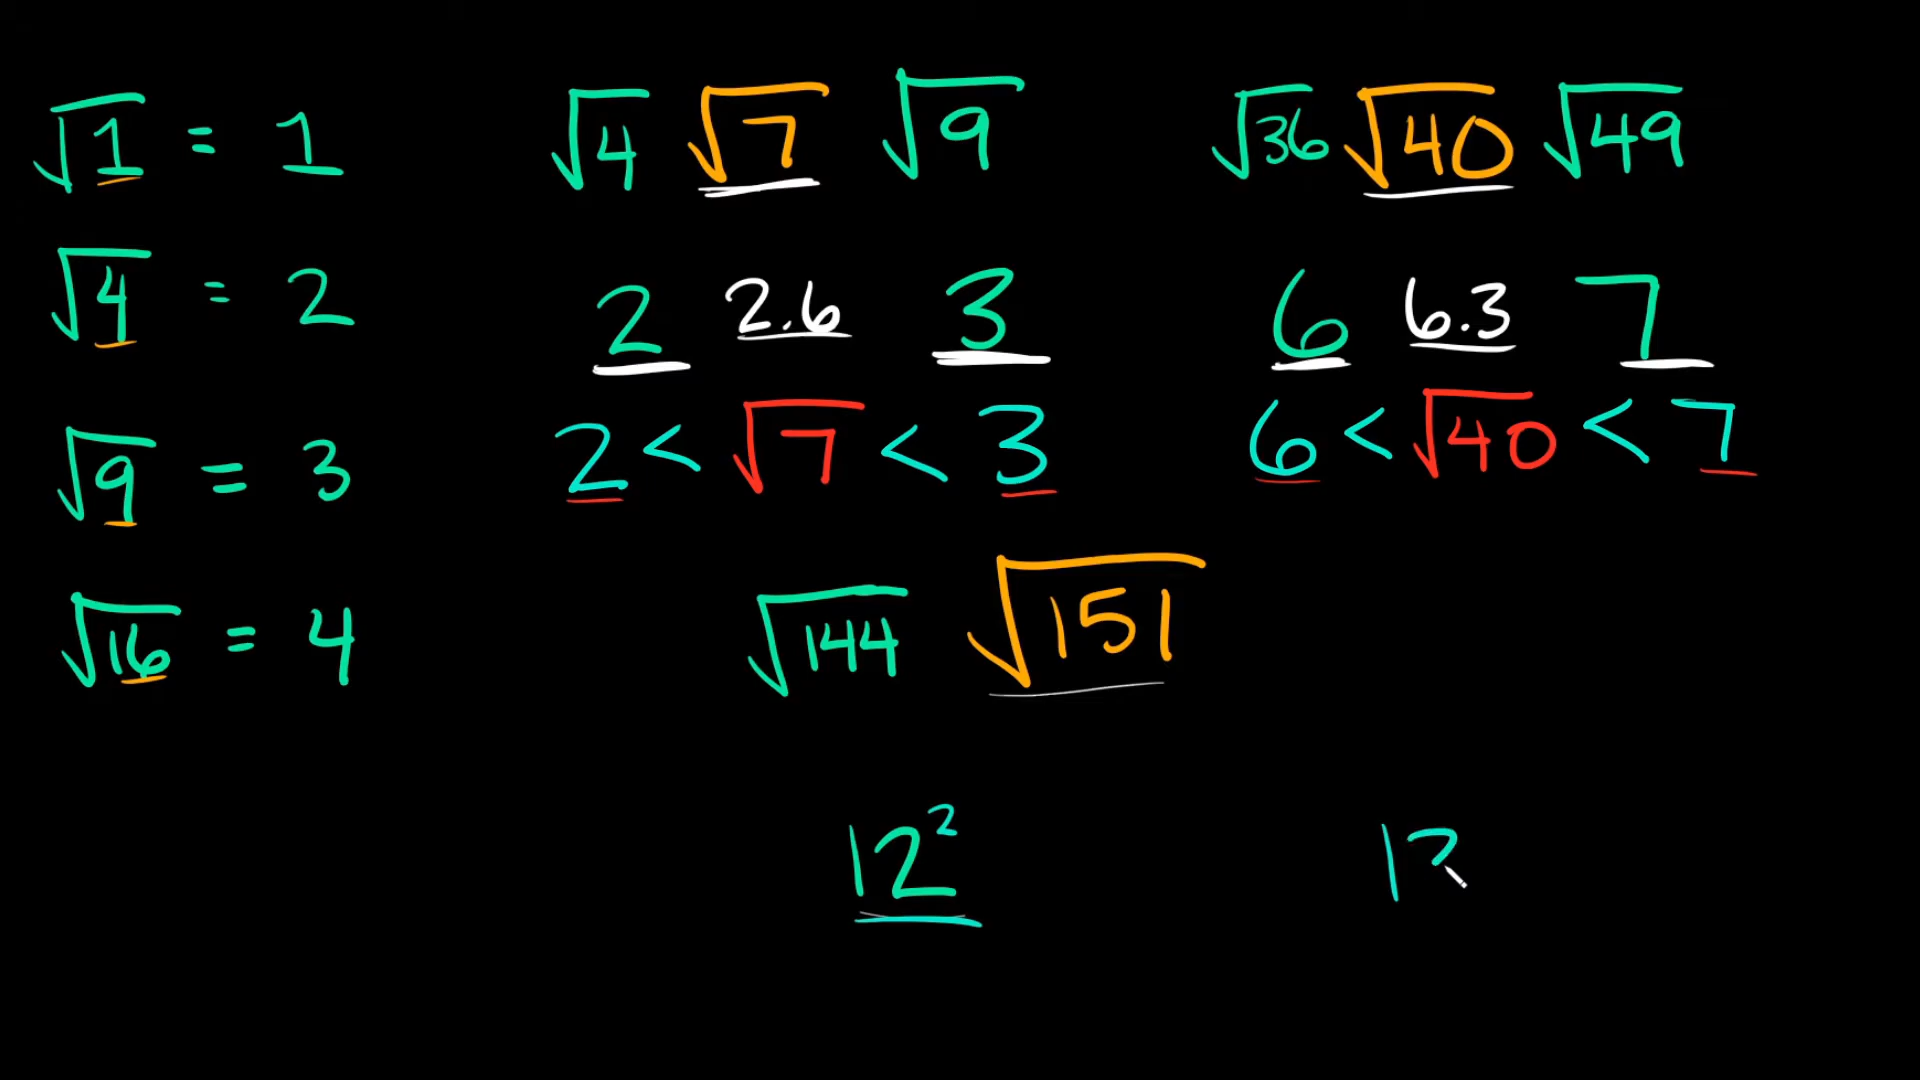 √1 = 1
√4 = 2
√9 = 3
√16 = 4
√4 √7 √9
2 2.6 3
2 < √7 < 3
√36 √40 √49
6 6.3 7
6 < √40 < 7
√144 √151
12²